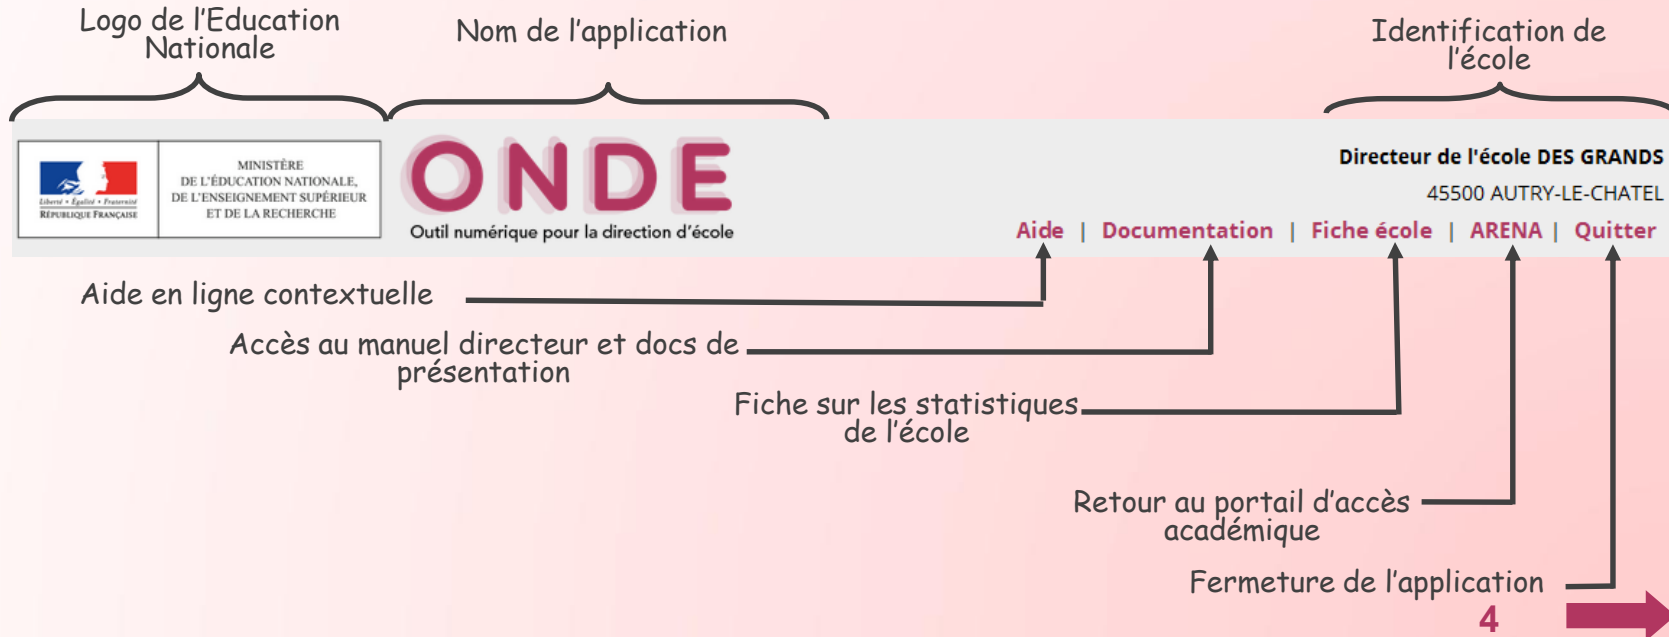 Logo de l'Education
Nationale
Nom de l'application
Identification de
l'école
Liberté • Égalité • Fraternité
RÉPUBLIQUE FRANÇAISE
MINISTÈRE
DE L'ÉDUCATION NATIONALE,
DE L'ENSEIGNEMENT SUPÉRIEUR
ET DE LA RECHERCHE
ONDE
Outil numérique pour la direction d'école
Directeur de l'école DES GRANDS
45500 AUTRY-LE-CHATEL
Aide | Documentation | Fiche école | ARENA | Quitter
Aide en ligne contextuelle
Accès au manuel directeur et docs de
présentation
Fiche sur les statistiques
de l'école
Retour au portail d'accès
académique
Fermeture de l'application
4